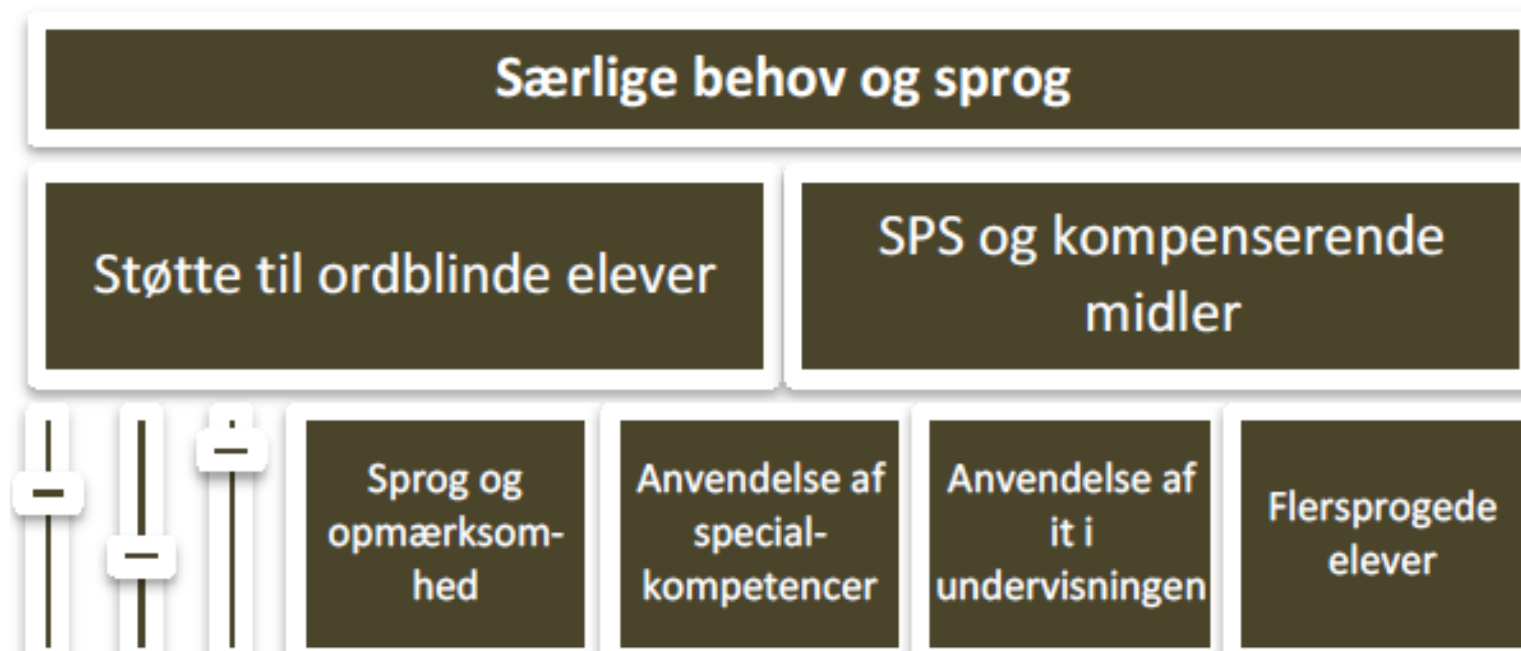 Særlige behov og sprog
Støtte til ordblinde elever
SPS og kompenserende
midler
Sprog og
opmærksom-
hed
Anvendelse af
special-
kompetencer
Anvendelse af
it i
undervisningen
Flersprogede
elever